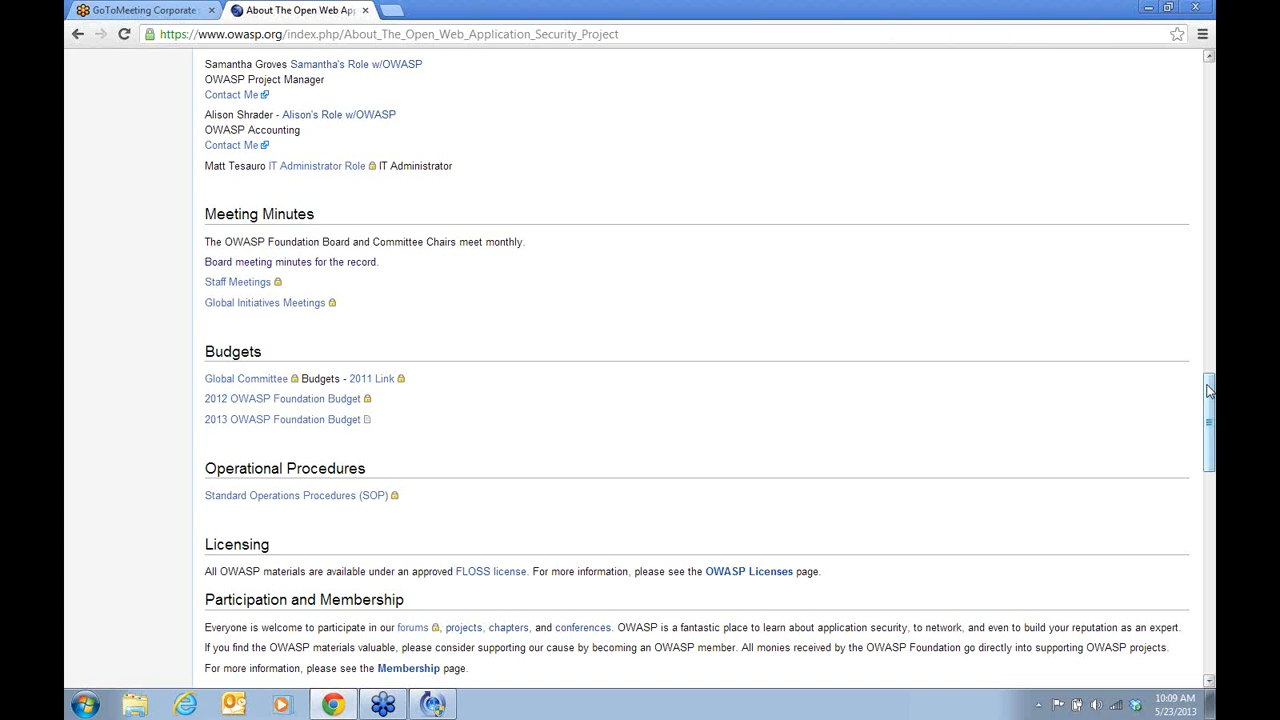 GoToMeeting Corporate
About The Open Web Ap
https://www.owasp.org/index.php/About_The_Open_Web_Application_Security_Project
Samantha Groves Samantha's Role w/OWASP
OWASP Project Manager
Contact Me
Alison Shrader - Alison's Role w/OWASP
OWASP Accounting
Contact Me
Matt Tesauro IT Administrator Role IT Administrator
Meeting Minutes
The OWASP Foundation Board and Committee Chairs meet monthly.
Board meeting minutes for the record.
Staff Meetings
Global Initiatives Meetings
Budgets
Global Committee Budgets - 2011 Link
2012 OWASP Foundation Budget
2013 OWASP Foundation Budget
Operational Procedures
Standard Operations Procedures (SOP)
Licensing
All OWASP materials are available under an approved FLOSS license. For more information, please see the OWASP Licenses page.
Participation and Membership
Everyone is welcome to participate in our forums, projects, chapters, and conferences. OWASP is a fantastic place to learn about application security, to network, and even to build your reputation as an expert.
If you find the OWASP materials valuable, please consider supporting our cause by becoming an OWASP member. All monies received by the OWASP Foundation go directly into supporting OWASP projects.
For more information, please see the Membership page.
10:09 AM
5/23/2013